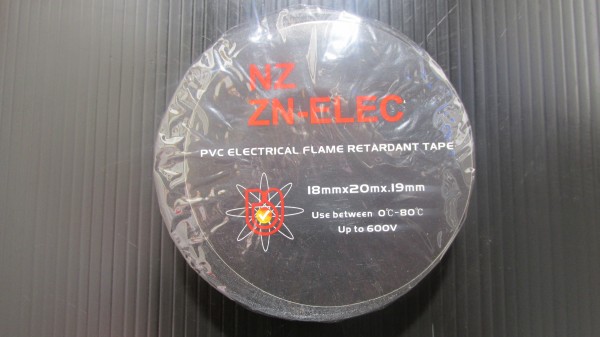 NZ
ZN-ELEC
PVC ELECTRICAL FLAME RETARDANT TAPE
18mmx20mx.19mm
Use between 0℃-80℃
Up to 600V